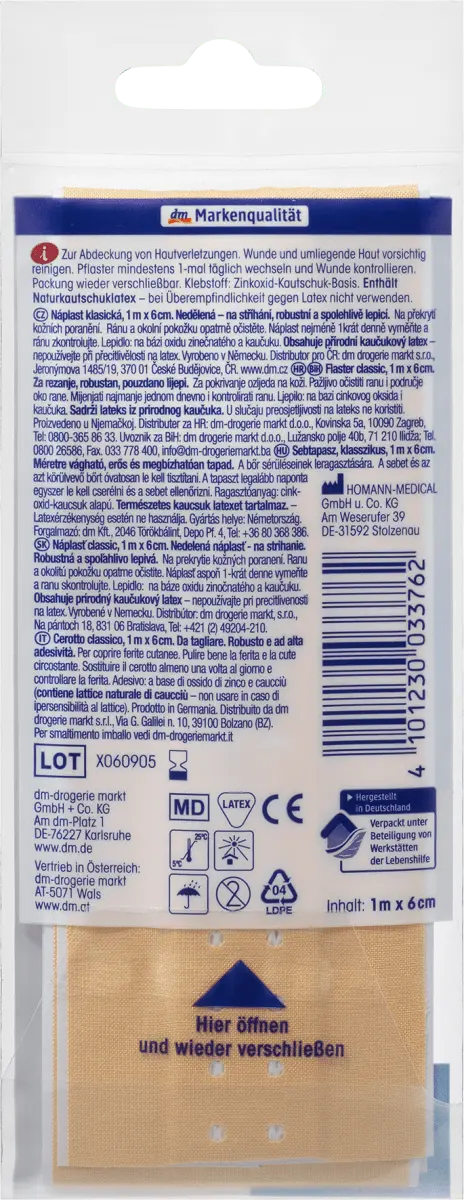 dm Markenqualität
i Zur Abdeckung von Hautverletzungen. Wunde und umliegende Haut vorsichtig
reinigen. Pflaster mindestens 1-mal täglich wechseln und Wunde kontrollieren.
Packung wieder verschließbar. Klebstoff: Zinkoxid-Kautschuk-Basis. Enthält
Naturkautschuklatex – bei Überempfindlichkeit gegen Latex nicht verwenden.
CZ Náplast klasická, 1m x 6cm. Nedělená – na stříhání, robustní a spolehlivě lepící. Na překrytí
kožních poranění. Ránu a okolní pokožku opatrně očistěte. Náplast nejméně 1krát denně vyměňte a
ránu zkontrolujte. Lepidlo: na bázi oxidu zinečnatého a kaučuku. Obsahuje přírodní kaučukový latex –
nepoužívejte při přecitlivělosti na latex. Vyrobeno v Německu. Distributor pro ČR: dm drogerie markt s.r.o.,
Jeronýmova 1485/19, 370 01 České Budějovice, ČR, www.dm.cz HR BIH Flaster classic, 1m x 6cm.
Za rezanje, robustan, pouzdano lijepi. Za pokrivanje ozljeda na koži. Pažljivo očistiti ranu i područje
oko rane. Mijenjati najmanje jednom dnevno i kontrolirati ranu. Ljepilo: na bazi cinkovog oksida i
kaučuka. Sadrži lateks iz prirodnog kaučuka. U slučaju preosjetljivosti na lateks ne koristiti.
Proizvedeno u Njemačkoj. Distributer za HR: dm-drogerie markt d.o.o., Kovinska 5a, 10090 Zagreb,
Tel: 0800-365 86 33. Uvoznik za BiH: dm drogerie markt d.o.o., Lužansko polje 40b, 71 210 Ilidža; Tel.
0800 26586, Fax. 033 778 400, info@dm-drogeriemarkt.ba HU Sebtapasz, klasszikus, 1m x 6cm.
Méretre vágható, erős és megbízhatóan tapad. A bőr sérüléseinek leragasztására. A sebet és az
azt körülvevő bőrt óvatosan le kell tisztítani. A tapaszt legalább naponta
egyszer le kell cserélni és a sebet ellenőrizni. Ragasztóanyag: cink-
oxid-kaucsuk alapú. Természetes kaucsuk latexet tartalmaz. –
Latexérzékenység esetén ne használja. Gyártás helye: Németország.
Forgalmazó: dm Kft., 2046 Törökbálint, Depo Pf. 4, Tel: +36 80 368 386.
SK Náplasť classic, 1m x 6cm. Nedelená náplasť - na strihanie.
Robustná a spoľahlivo lepivá. Na prekrytie kožných poranení. Ranu
a okolitú pokožku opatrne očistite. Náplasť aspoň 1-krát denne vymeňte
a ranu skontrolujte. Lepidlo: na báze oxidu zinočnatého a kaučuku.
Obsahuje prírodný kaučukový latex – nepoužívajte pri precitlivenosti
na latex. Vyrobené v Nemecku. Distribútor: dm drogerie markt, s.r.o.,
Na pántoch 18, 831 06 Bratislava, Tel: +421 (2) 49204-210.
IT Cerotto classico, 1m x 6cm. Da tagliare. Robusto e ad alta
adesività. Per coprire ferite cutanee. Pulire bene la ferita e la cute
circostante. Sostituire il cerotto almeno una volta al giorno e
controllare la ferita. Adesivo: a base di ossido di zinco e caucciù
(contiene lattice naturale di caucciù – non usare in caso di
ipersensibilità al lattice). Prodotto in Germania. Distribuito da dm
drogerie markt s.r.l., Via G. Galilei n. 10, 39100 Bolzano (BZ).
Per smaltimento imballo vedi dm-drogeriemarkt.it
HOMANN-MEDICAL
GmbH u. Co. KG
Am Weserufer 39
DE-31592 Stolzenau
4 101230 033762
LOT X060905
dm-drogerie markt
GmbH + Co. KG
Am dm-Platz 1
DE-76227 Karlsruhe
www.dm.de
Vertrieb in Österreich:
dm-drogerie markt
AT-5071 Wals
www.dm.at
MD LATEX CE
5°C 25°C
2
04
LDPE
Hergestellt
in Deutschland
Verpackt unter
Beteiligung von
Werkstätten
der Lebenshilfe
Inhalt: 1m x 6cm
Hier öffnen
und wieder verschließen